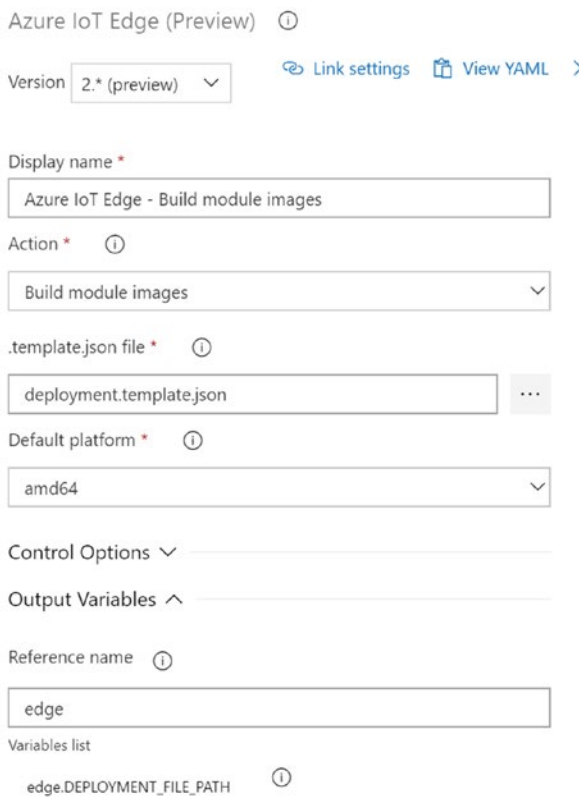 Azure IoT Edge (Preview)
Version 2.* (preview) Link settings View YAML
Display name *
Azure IoT Edge - Build module images
Action *
Build module images
.template.json file *
deployment.template.json ...
Default platform *
amd64
Control Options
Output Variables
Reference name
edge
Variables list
edge.DEPLOYMENT_FILE_PATH